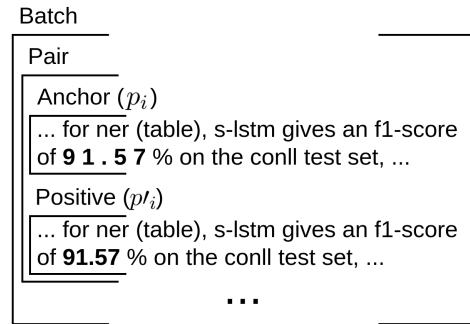 Batch
Pair
Anchor (pᵢ)
... for ner (table), s-lstm gives an f1-score
of 9 1 . 5 7 % on the conll test set, ...
Positive (p′ᵢ)
... for ner (table), s-lstm gives an f1-score
of 91.57 % on the conll test set, ...
...